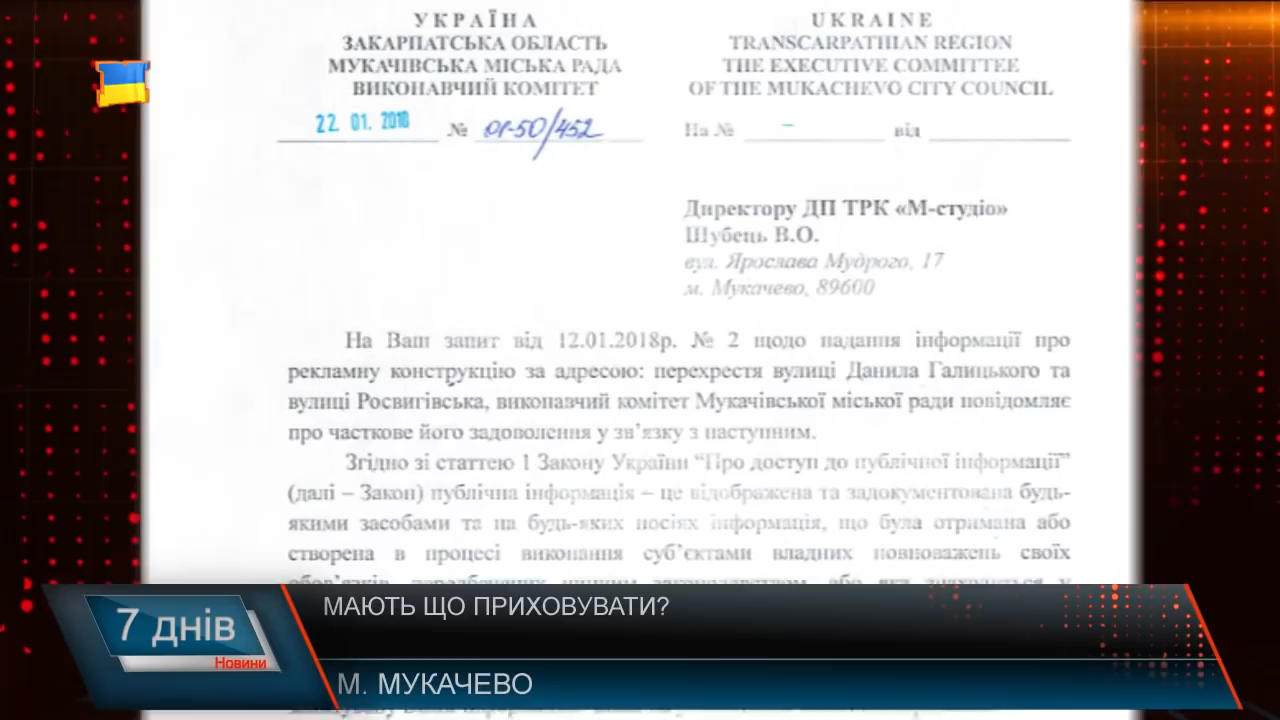 УКРАЇНА
ЗАКАРПАТСЬКА ОБЛАСТЬ
МУКАЧІВСЬКА МІСЬКА РАДА
ВИКОНАВЧИЙ КОМІТЕТ
22. 01. 2018 № 01-50/452
UKRAINE
TRANSCARPATHIAN REGION
THE EXECUTIVE COMMITTEE
OF THE MUKACHEVO CITY COUNCIL
На № – від
Директору ДП ТРК «М-студіо»
Шубець В.О.
вул. Ярослава Мудрого, 17
м. Мукачево, 89600
На Ваш запит від 12.01.2018р. № 2 щодо надання інформації про
рекламну конструкцію за адресою: перехрестя вулиці Данила Галицького та
вулиці Росвигівська, виконавчий комітет Мукачівської міської ради повідомляє
про часткове його задоволення у зв’язку з наступним.
Згідно зі статтею 1 Закону України “Про доступ до публічної інформації”
(далі – Закон) публічна інформація – це відображена та задокументована будь-
якими засобами та на будь-яких носіях інформація, що була отримана або
створена в процесі виконання суб’єктами владних повноважень своїх
7 днів
Новини
МАЮТЬ ЩО ПРИХОВУВАТИ?
М. МУКАЧЕВО